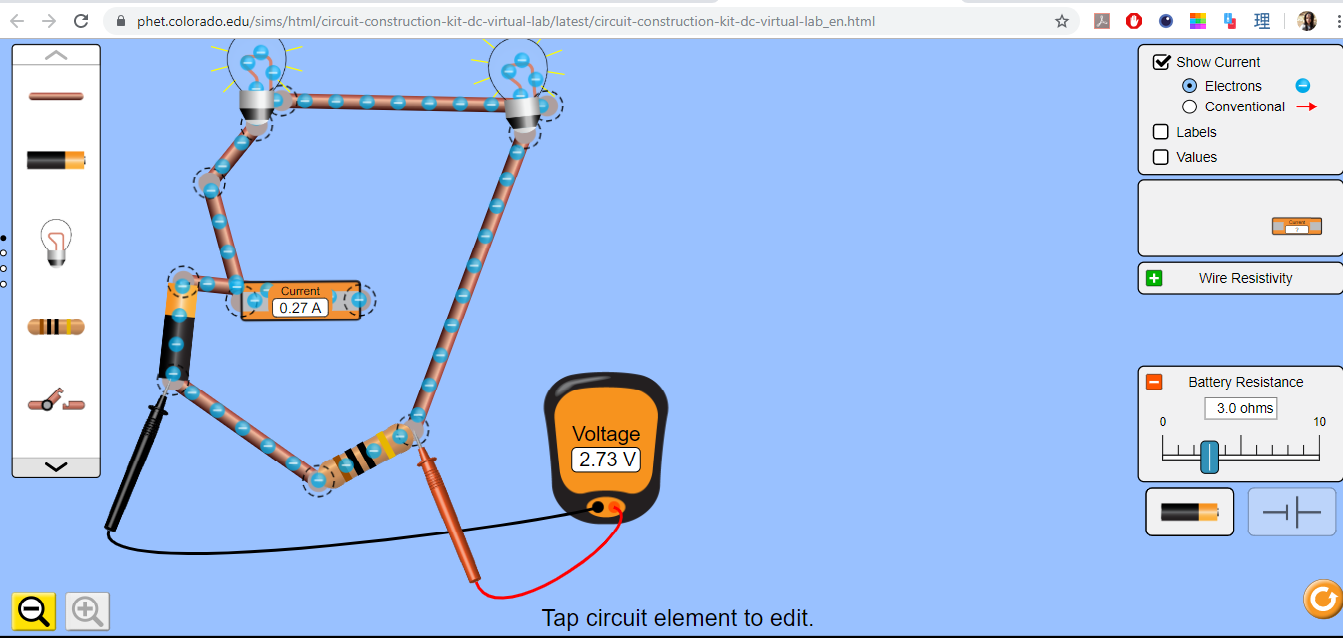 phet.colorado.edu/sims/html/circuit-construction-kit-dc-virtual-lab/latest/circuit-construction-kit-dc-virtual-lab_en.html
理
Show Current
Electrons
Conventional
Labels
Values
Current
?
Wire Resistivity
Current
0.27 A
Battery Resistance
3.0 ohms
0 10
Voltage
2.73 V
Tap circuit element to edit.